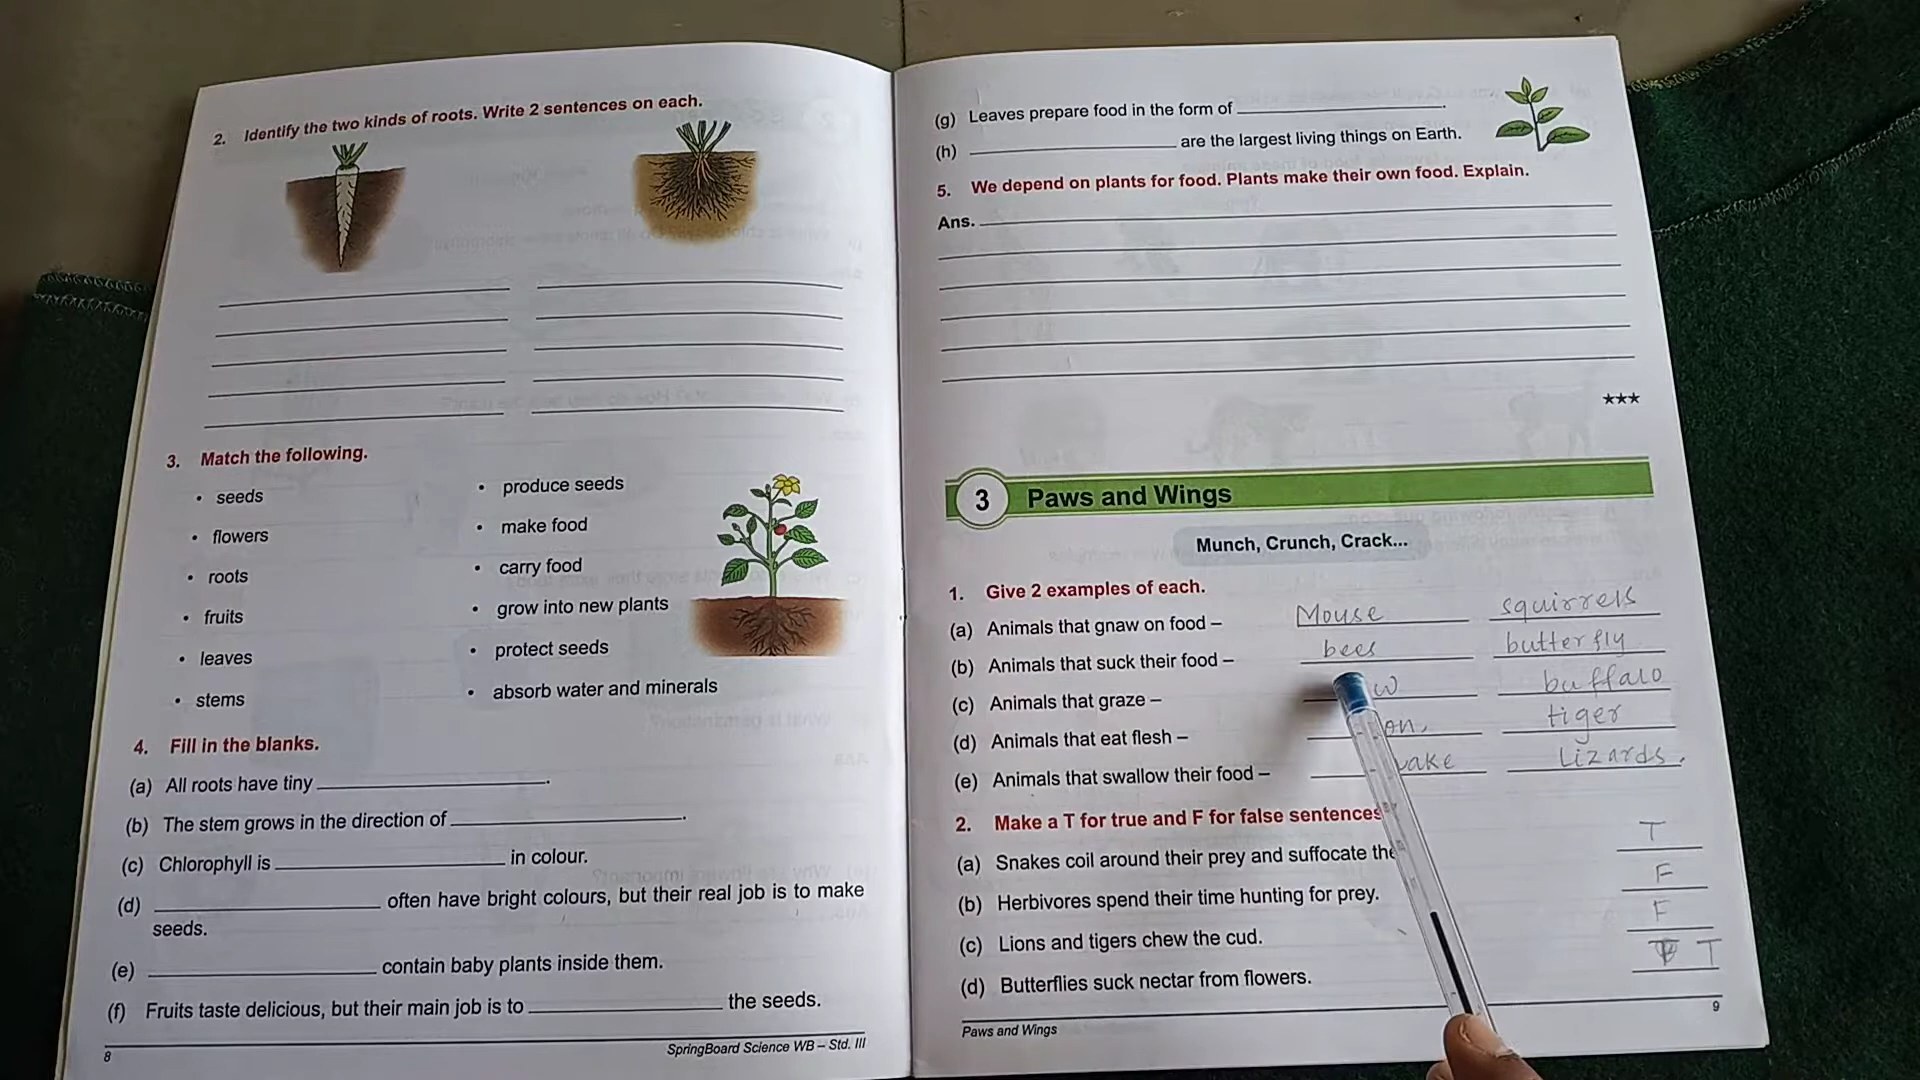 2. Identify the two kinds of roots. Write 2 sentences on each.
3. Match the following.
• seeds • produce seeds
• flowers • make food
• roots • carry food
• fruits • grow into new plants
• leaves • protect seeds
• stems • absorb water and minerals
4. Fill in the blanks.
(a) All roots have tiny ____________.
(b) The stem grows in the direction of ____________.
(c) Chlorophyll is ____________ in colour.
(d) ____________ often have bright colours, but their real job is to make
seeds.
(e) ____________ contain baby plants inside them.
(f) Fruits taste delicious, but their main job is to ____________ the seeds.
8 SpringBoard Science WB – Std. III
(g) Leaves prepare food in the form of ____________.
(h) ____________ are the largest living things on Earth.
5. We depend on plants for food. Plants make their own food. Explain.
Ans.
***
3 Paws and Wings
Munch, Crunch, Crack...
1. Give 2 examples of each.
(a) Animals that gnaw on food – Mouse squirrels
(b) Animals that suck their food – bees butterfly
(c) Animals that graze – buffalo
(d) Animals that eat flesh – tiger
(e) Animals that swallow their food – Lizards.
2. Make a T for true and F for false sentences
(a) Snakes coil around their prey and suffocate T
(b) Herbivores spend their time hunting for prey. F
(c) Lions and tigers chew the cud. F
(d) Butterflies suck nectar from flowers. T
Paws and Wings 9